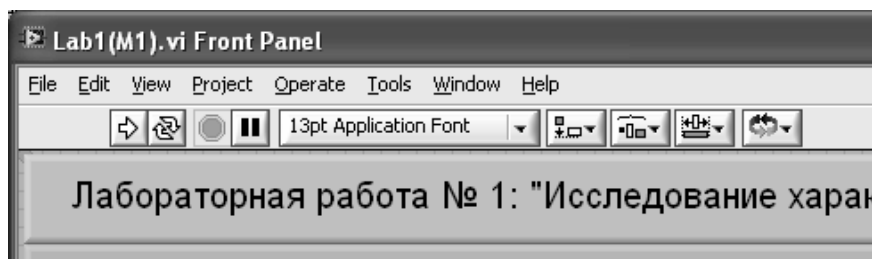 Lab1(M1).vi Front Panel
File Edit View Project Operate Tools Window Help
13pt Application Font
Лабораторная работа № 1: "Исследование